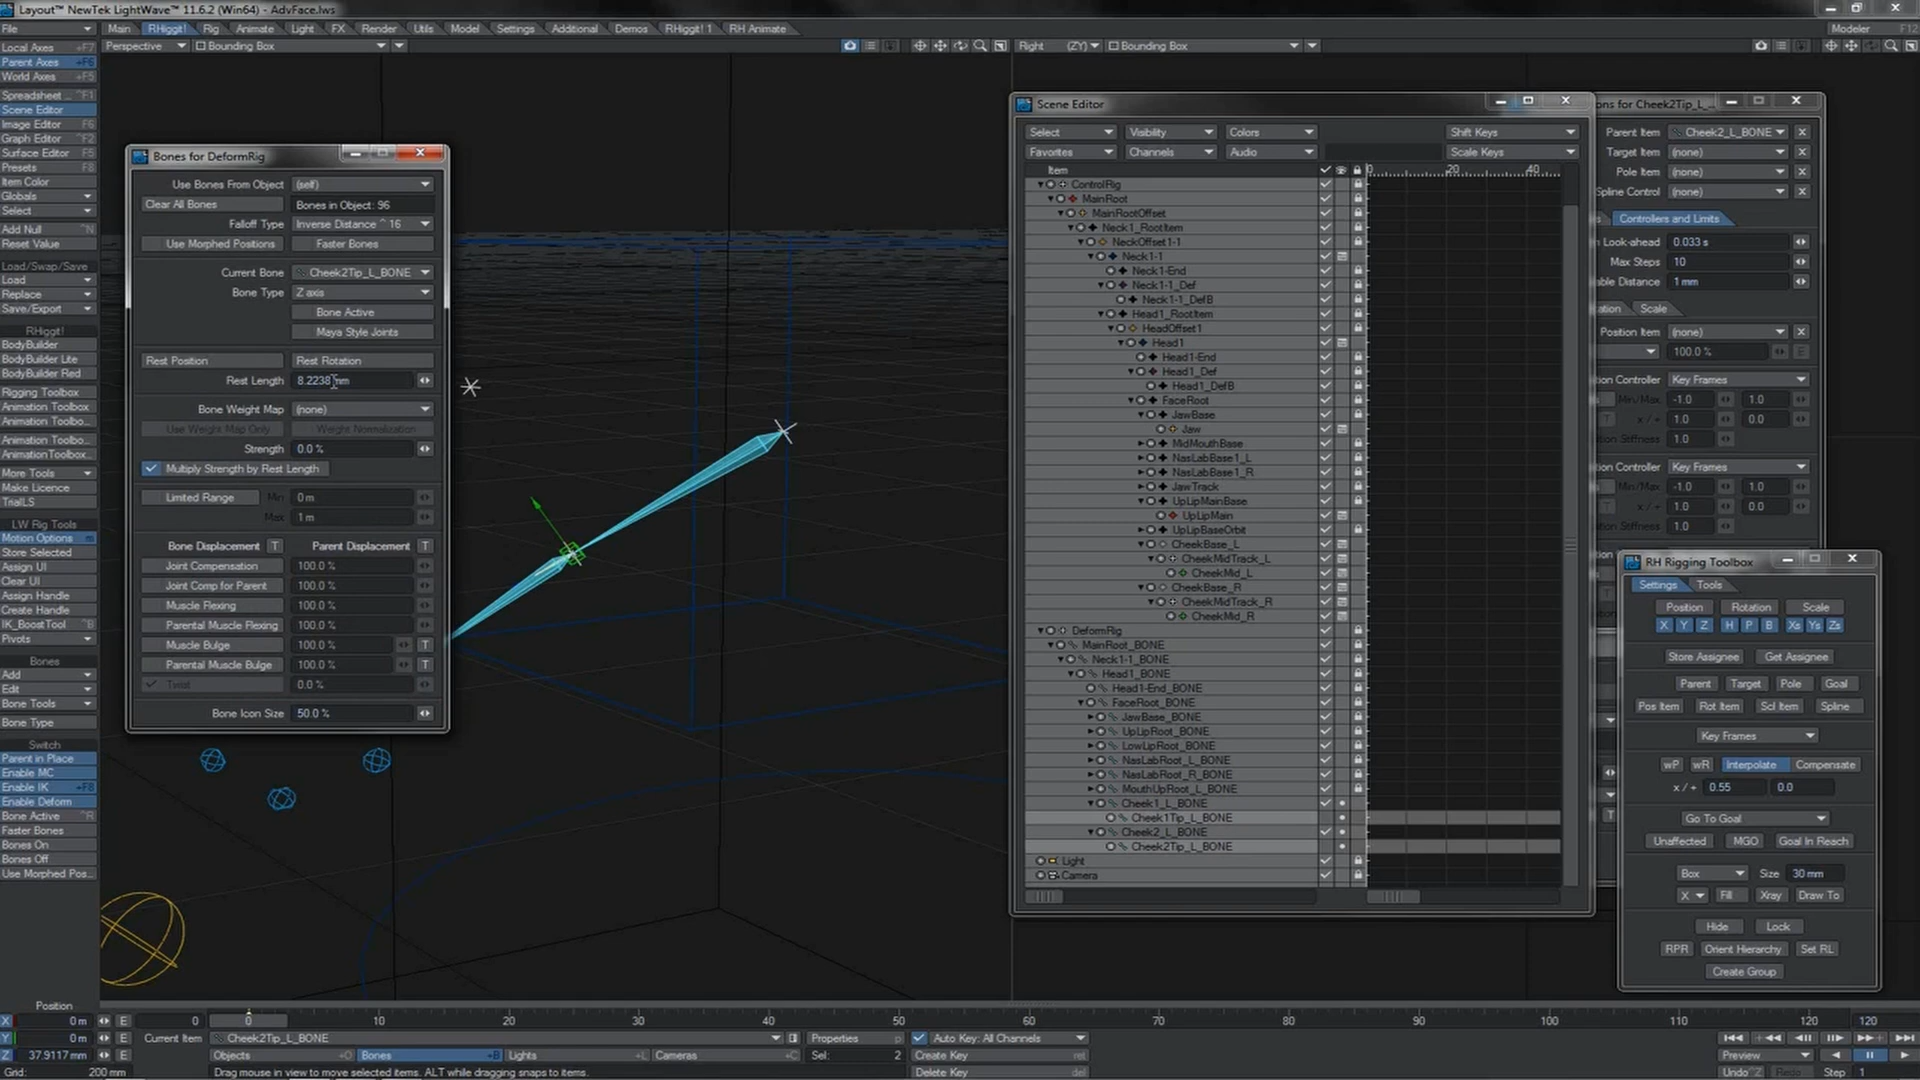 Layout™ NewTek LightWave™ 11.6.2 (Win64) - AdvFace.lws
File
Main RHiggt! Rig Animate Light FX Render Utils Model Settings Additional Demos RHiggt! 1 RH Animate
Modeler F12
Perspective Bounding Box
Right (ZY) Bounding Box
Local Axes +F7
Parent Axes +F6
World Axes +F5
Spreadsheet ... ^F1
Scene Editor
Image Editor F6
Graph Editor ^F2
Surface Editor F5
Presets F8
Item Color
Globals
Select
Add Null ^N
Reset Value
Load/Swap/Save
Load
Replace
Save/Export
RHiggt!
BodyBuilder
BodyBuilder Lite
BodyBuilder Red
Rigging Toolbox
Animation Toolbox
Animation Toolbo...
Animation Toolbo...
AnimationToolbox...
More Tools
Make Licence
TrialLS
LW Rig Tools
Motion Options m
Store Selected
Assign UI
Clear UI
Assign Handle
Create Handle
IK_BoostTool ^B
Pivots
Bones
Add
Edit
Bone Tools
Bone Type
Switch
Parent in Place
Enable MC
Enable IK +F8
Enable Deform
Bone Active ^R
Faster Bones
Bones On
Bones Off
Use Morphed Pos...
Bones for DeformRig
Use Bones From Object (self)
Clear All Bones Bones in Object: 96
Falloff Type Inverse Distance ^ 16
Use Morphed Positions Faster Bones
Current Bone Cheek2Tip_L_BONE
Bone Type Z axis
Bone Active
Maya Style Joints
Rest Position Rest Rotation
Rest Length 8.2238 mm
Bone Weight Map (none)
Use Weight Map Only Weight Normalization
Strength 0.0 %
Multiply Strength by Rest Length
Limited Range Min 0 m
Max 1 m
Bone Displacement T Parent Displacement T
Joint Compensation 100.0 %
Joint Comp for Parent 100.0 %
Muscle Flexing 100.0 %
Parental Muscle Flexing 100.0 %
Muscle Bulge 100.0 % T
Parental Muscle Bulge 100.0 % T
Twist 0.0 %
Bone Icon Size 50.0 %
Scene Editor
Select Visibility Colors Shift Keys
Favorites Channels Audio Scale Keys
Item 0 20 40
ControlRig
MainRoot
MainRootOffset
Neck1_RootItem
NeckOffset1-1
Neck1-1
Neck1-End
Neck1-1_Def
Neck1-1_DefB
Head1_RootItem
HeadOffset1
Head1
Head1-End
Head1_Def
Head1_DefB
FaceRoot
JawBase
Jaw
MidMouthBase
NasLabBase1_L
NasLabBase1_R
JawTrack
UpLipMainBase
UpLipMain
UpLipBaseOrbit
CheekBase_L
CheekMidTrack_L
CheekMid_L
CheekBase_R
CheekMidTrack_R
CheekMid_R
DeformRig
MainRoot_BONE
Neck1-1_BONE
Head1_BONE
Head1-End_BONE
FaceRoot_BONE
JawBase_BONE
UpLipRoot_BONE
LowLipRoot_BONE
NasLabRoot_L_BONE
NasLabRoot_R_BONE
MouthUpRoot_L_BONE
Cheek1_L_BONE
Cheek1Tip_L_BONE
Cheek2_L_BONE
Cheek2Tip_L_BONE
Light
Camera
ons for Cheek2Tip_L_...
Parent Item Cheek2_L_BONE
Target Item (none)
Pole Item (none)
Spline Control (none)
s Controllers and Limits
n Look-ahead 0.033 s
Max Steps 10
able Distance 1 mm
otation Scale
Position Item (none)
100.0 % E
tion Controller Key Frames
s Min/Max -1.0 1.0
x / + 1.0 0.0
tion Stiffness 1.0
tion Controller Key Frames
Min/Max -1.0 1.0
x / + 1.0 0.0
tion Stiffness 1.0
RH Rigging Toolbox
Settings Tools
Position Rotation Scale
X Y Z H P B Xs Ys Zs
Store Assignee Get Assignee
Parent Target Pole Goal
Pos Item Rot Item Scl Item Spline
Key Frames
wP wR Interpolate Compensate
x / + 0.55 0.0
Go To Goal
Unaffected MGO Goal In Reach
Box Size 30 mm
X Fill Xray Draw To
Hide Lock
RPR Orient Hierarchy Set RL
Create Group
Position
X 0 m E 0 0 10 20 30 40 50 60 70 80 90 100 110 120 120
Y 0 m E Current Item Cheek2Tip_L_BONE Properties p Auto Key: All Channels
Z 37.9117 mm E Objects +O Bones +B Lights +L Cameras +C Sel: 2 Create Key ret Preview
Grid: 200 mm Drag mouse in view to move selected items. ALT while dragging snaps to items. Delete Key del Undo^Z Redo Step 1